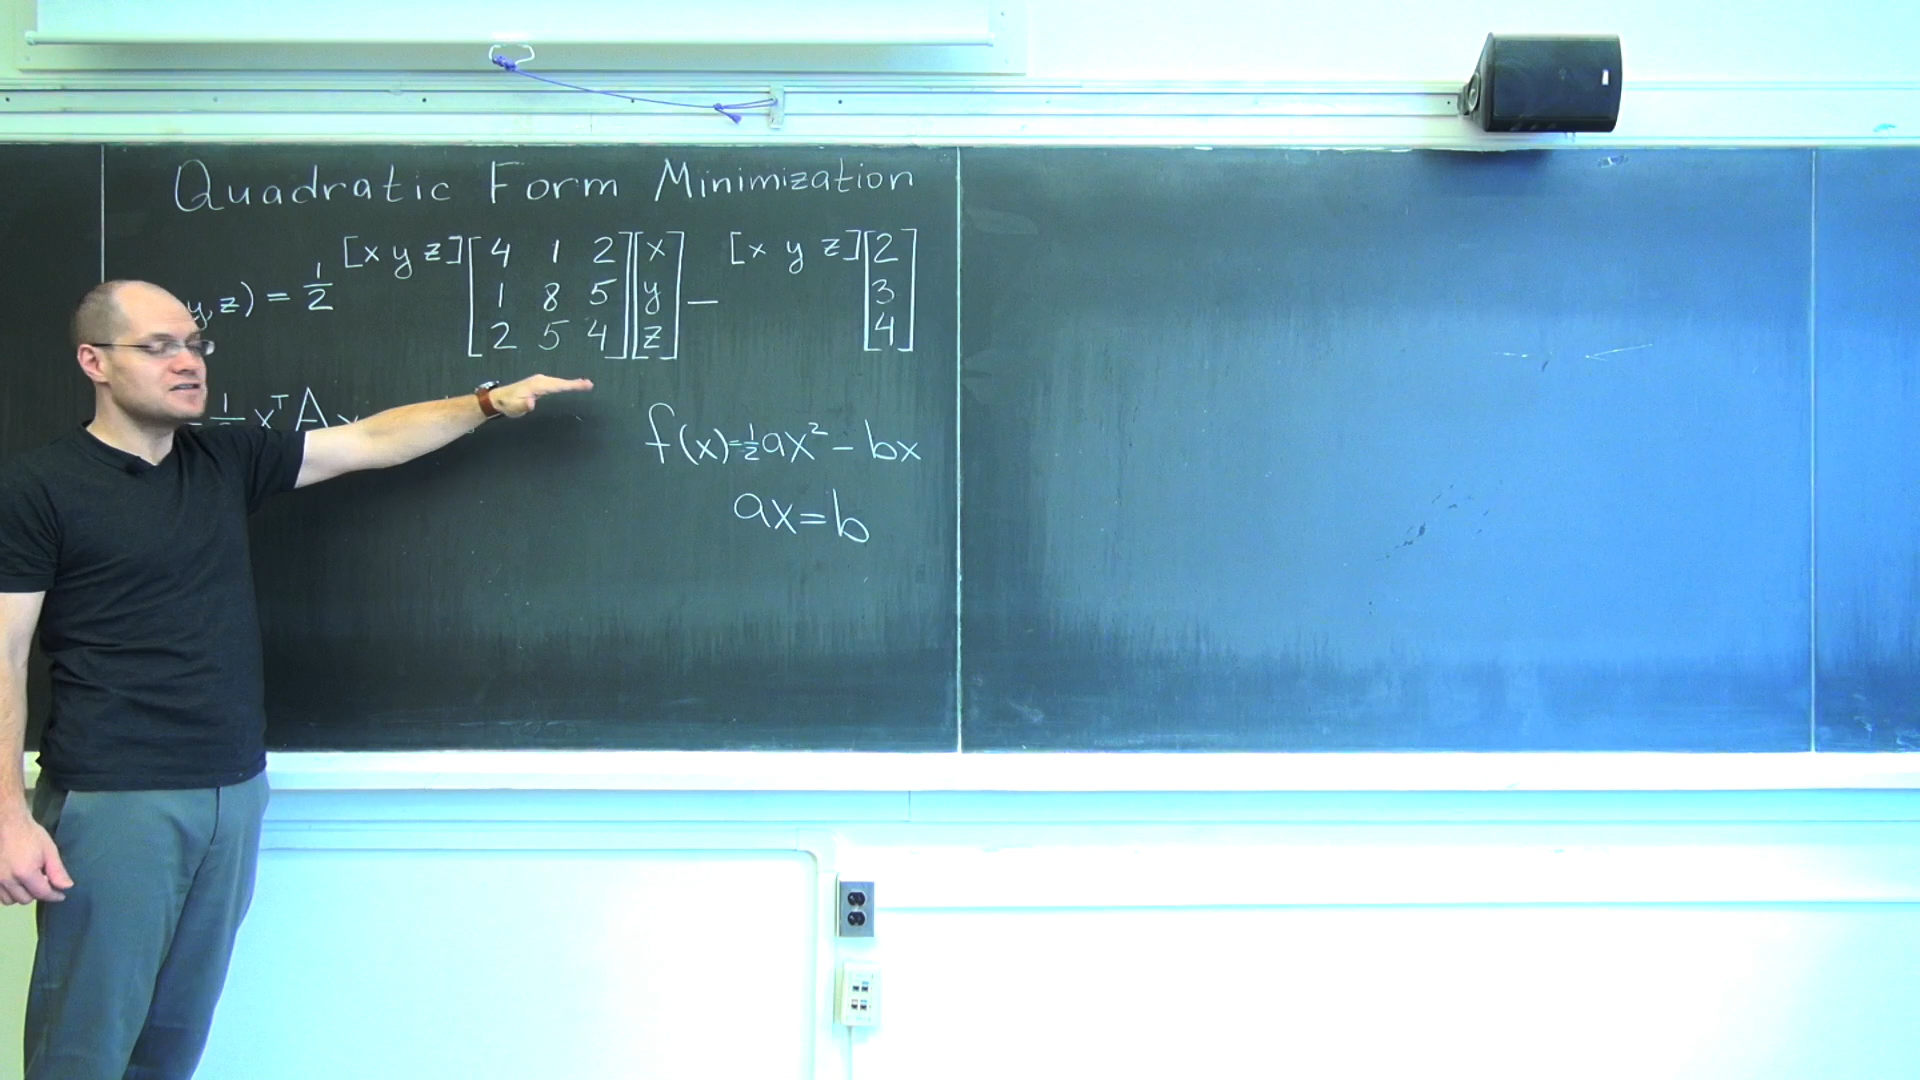 Quadratic Form Minimization
y, z) = 1/2 [x y z] [4 1 2; 1 8 5; 2 5 4] [x; y; z] - [x y z] [2; 3; 4]
xᵀA
f(x) = 1/2 ax² - bx
ax = b